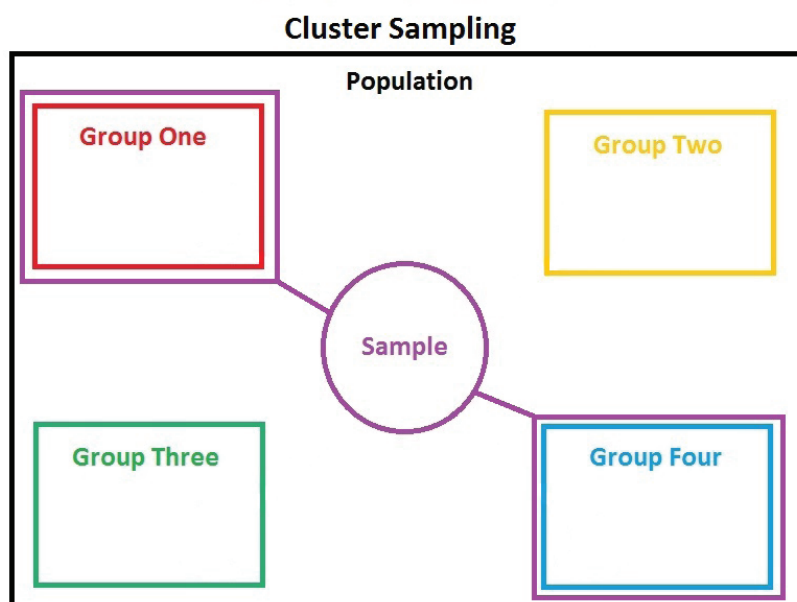 Cluster Sampling
Population
Group One
Group Two
Sample
Group Three
Group Four